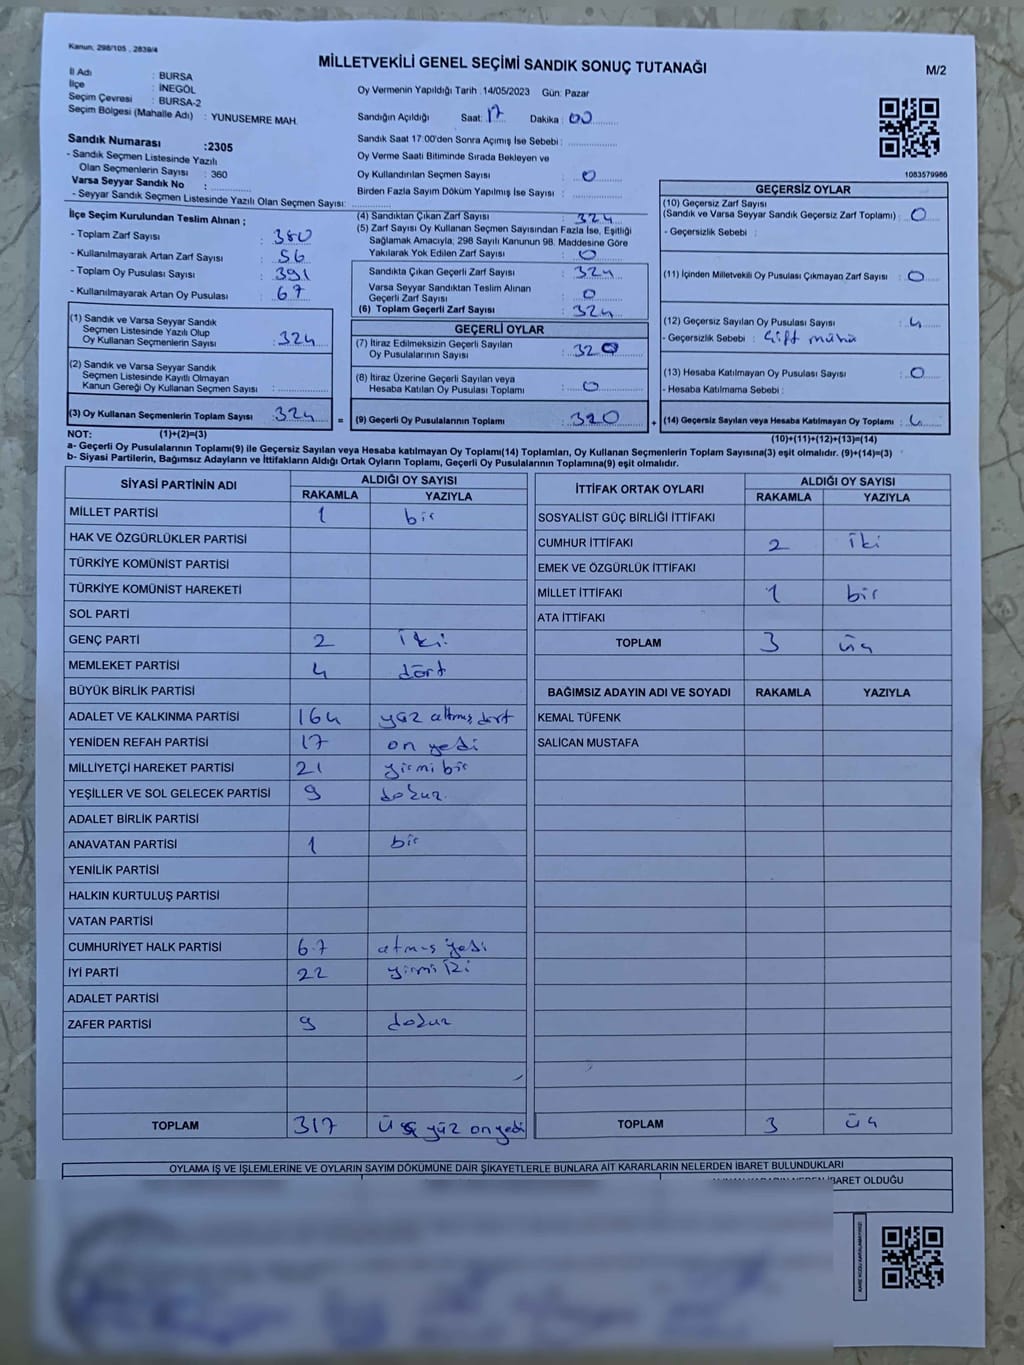 Kanun, 298/105 , 2839/4
MİLLETVEKİLİ GENEL SEÇİMİ SANDIK SONUÇ TUTANAĞI
M/2
İl Adı : BURSA
İlçe : İNEGÖL
Seçim Çevresi : BURSA-2
Seçim Bölgesi (Mahalle Adı) : YUNUSEMRE MAH.
Oy Vermenin Yapıldığı Tarih :14/05/2023 Gün: Pazar
Sandığın Açıldığı Saat: 17 Dakika : 00
Sandık Saat 17:00'den Sonra Açımış İse Sebebi :
Oy Verme Saati Bitiminde Sırada Bekleyen ve
Oy Kullandırılan Seçmen Sayısı : 0
Birden Fazla Sayım Döküm Yapılmış İse Sayısı :
Sandık Numarası :2305
- Sandık Seçmen Listesinde Yazılı
Olan Seçmenlerin Sayısı : 360
Varsa Seyyar Sandık No :
- Seyyar Sandık Seçmen Listesinde Yazılı Olan Seçmen Sayısı:
1083579986
İlçe Seçim Kurulundan Teslim Alınan ;
- Toplam Zarf Sayısı : 380
- Kullanılmayarak Artan Zarf Sayısı : 56
- Toplam Oy Pusulası Sayısı : 391
- Kullanılmayarak Artan Oy Pusulası : 67
(1) Sandık ve Varsa Seyyar Sandık
Seçmen Listesinde Yazılı Olup
Oy Kullanan Seçmenlerin Sayısı : 324
(2) Sandık ve Varsa Seyyar Sandık
Seçmen Listesinde Kayıtlı Olmayan
Kanun Gereği Oy Kullanan Seçmen Sayısı :
(3) Oy Kullanan Seçmenlerin Toplam Sayısı : 324
(1)+(2)=(3)
(4) Sandıktan Çıkan Zarf Sayısı : 324
(5) Zarf Sayısı Oy Kullanan Seçmen Sayısından Fazla İse, Eşitliği
Sağlamak Amacıyla, 298 Sayılı Kanunun 98. Maddesine Göre
Yakılarak Yok Edilen Zarf Sayısı : 0
Sandıkta Çıkan Geçerli Zarf Sayısı : 324
Varsa Seyyar Sandıktan Teslim Alınan
Geçerli Zarf Sayısı : 0
(6) Toplam Geçerli Zarf Sayısı : 324
GEÇERLİ OYLAR
(7) İtiraz Edilmeksizin Geçerli Sayılan
Oy Pusulalarının Sayısı : 320
(8) İtiraz Üzerine Geçerli Sayılan veya
Hesaba Katılan Oy Pusulası Toplamı : 0
= (9) Geçerli Oy Pusulalarının Toplamı : 320
GEÇERSİZ OYLAR
(10) Geçersiz Zarf Sayısı
(Sandık ve Varsa Seyyar Sandık Geçersiz Zarf Toplamı) : 0
- Geçersizlik Sebebi :
(11) İçinden Milletvekili Oy Pusulası Çıkmayan Zarf Sayısı : 0
(12) Geçersiz Sayılan Oy Pusulası Sayısı : 4
- Geçersizlik Sebebi : Çift mühü
(13) Hesaba Katılmayan Oy Pusulası Sayısı : 0
- Hesaba Katılmama Sebebi :
+ (14) Geçersiz Sayılan veya Hesaba Katılmayan Oy Toplamı : 4
(10)+(11)+(12)+(13)=(14)
NOT:
a- Geçerli Oy Pusulalarının Toplamı(9) ile Geçersiz Sayılan veya Hesaba katılmayan Oy Toplamı(14) Toplamları, Oy Kullanan Seçmenlerin Toplam Sayısına(3) eşit olmalıdır. (9)+(14)=(3)
b- Siyasi Partilerin, Bağımsız Adayların ve İttifakların Aldığı Ortak Oyların Toplamı, Geçerli Oy Pusulalarının Toplamına(9) eşit olmalıdır.
SİYASİ PARTİNİN ADI ALDIĞI OY SAYISI
RAKAMLA YAZIYLA
MİLLET PARTİSİ 1 bir
HAK VE ÖZGÜRLÜKLER PARTİSİ
TÜRKİYE KOMÜNİST PARTİSİ
TÜRKİYE KOMÜNİST HAREKETİ
SOL PARTİ
GENÇ PARTİ 2 iki
MEMLEKET PARTİSİ 4 dört
BÜYÜK BİRLİK PARTİSİ
ADALET VE KALKINMA PARTİSİ 164 yüz altmış dört
YENİDEN REFAH PARTİSİ 17 on yedi
MİLLİYETÇİ HAREKET PARTİSİ 21 yirmi bir
YEŞİLLER VE SOL GELECEK PARTİSİ 9 dokuz
ADALET BİRLİK PARTİSİ
ANAVATAN PARTİSİ 1 bir
YENİLİK PARTİSİ
HALKIN KURTULUŞ PARTİSİ
VATAN PARTİSİ
CUMHURİYET HALK PARTİSİ 67 atmış yedi
İYİ PARTİ 22 yirmi iki
ADALET PARTİSİ
ZAFER PARTİSİ 9 dokuz
TOPLAM 317 üç yüz onyedi
İTTİFAK ORTAK OYLARI ALDIĞI OY SAYISI
RAKAMLA YAZIYLA
SOSYALİST GÜÇ BİRLİĞİ İTTİFAKI
CUMHUR İTTİFAKI 2 iki
EMEK VE ÖZGÜRLÜK İTTİFAKI
MİLLET İTTİFAKI 1 bir
ATA İTTİFAKI
TOPLAM 3 üç
BAĞIMSIZ ADAYIN ADI VE SOYADI RAKAMLA YAZIYLA
KEMAL TÜFENK
SALİCAN MUSTAFA
TOPLAM 3 üç
OYLAMA İŞ VE İŞLEMLERİNE VE OYLARIN SAYIM DÖKÜMÜNE DAİR ŞİKAYETLERLE BUNLARA AİT KARARLARIN NELERDEN İBARET BULUNDUKLARI
İBARET OLDUĞU